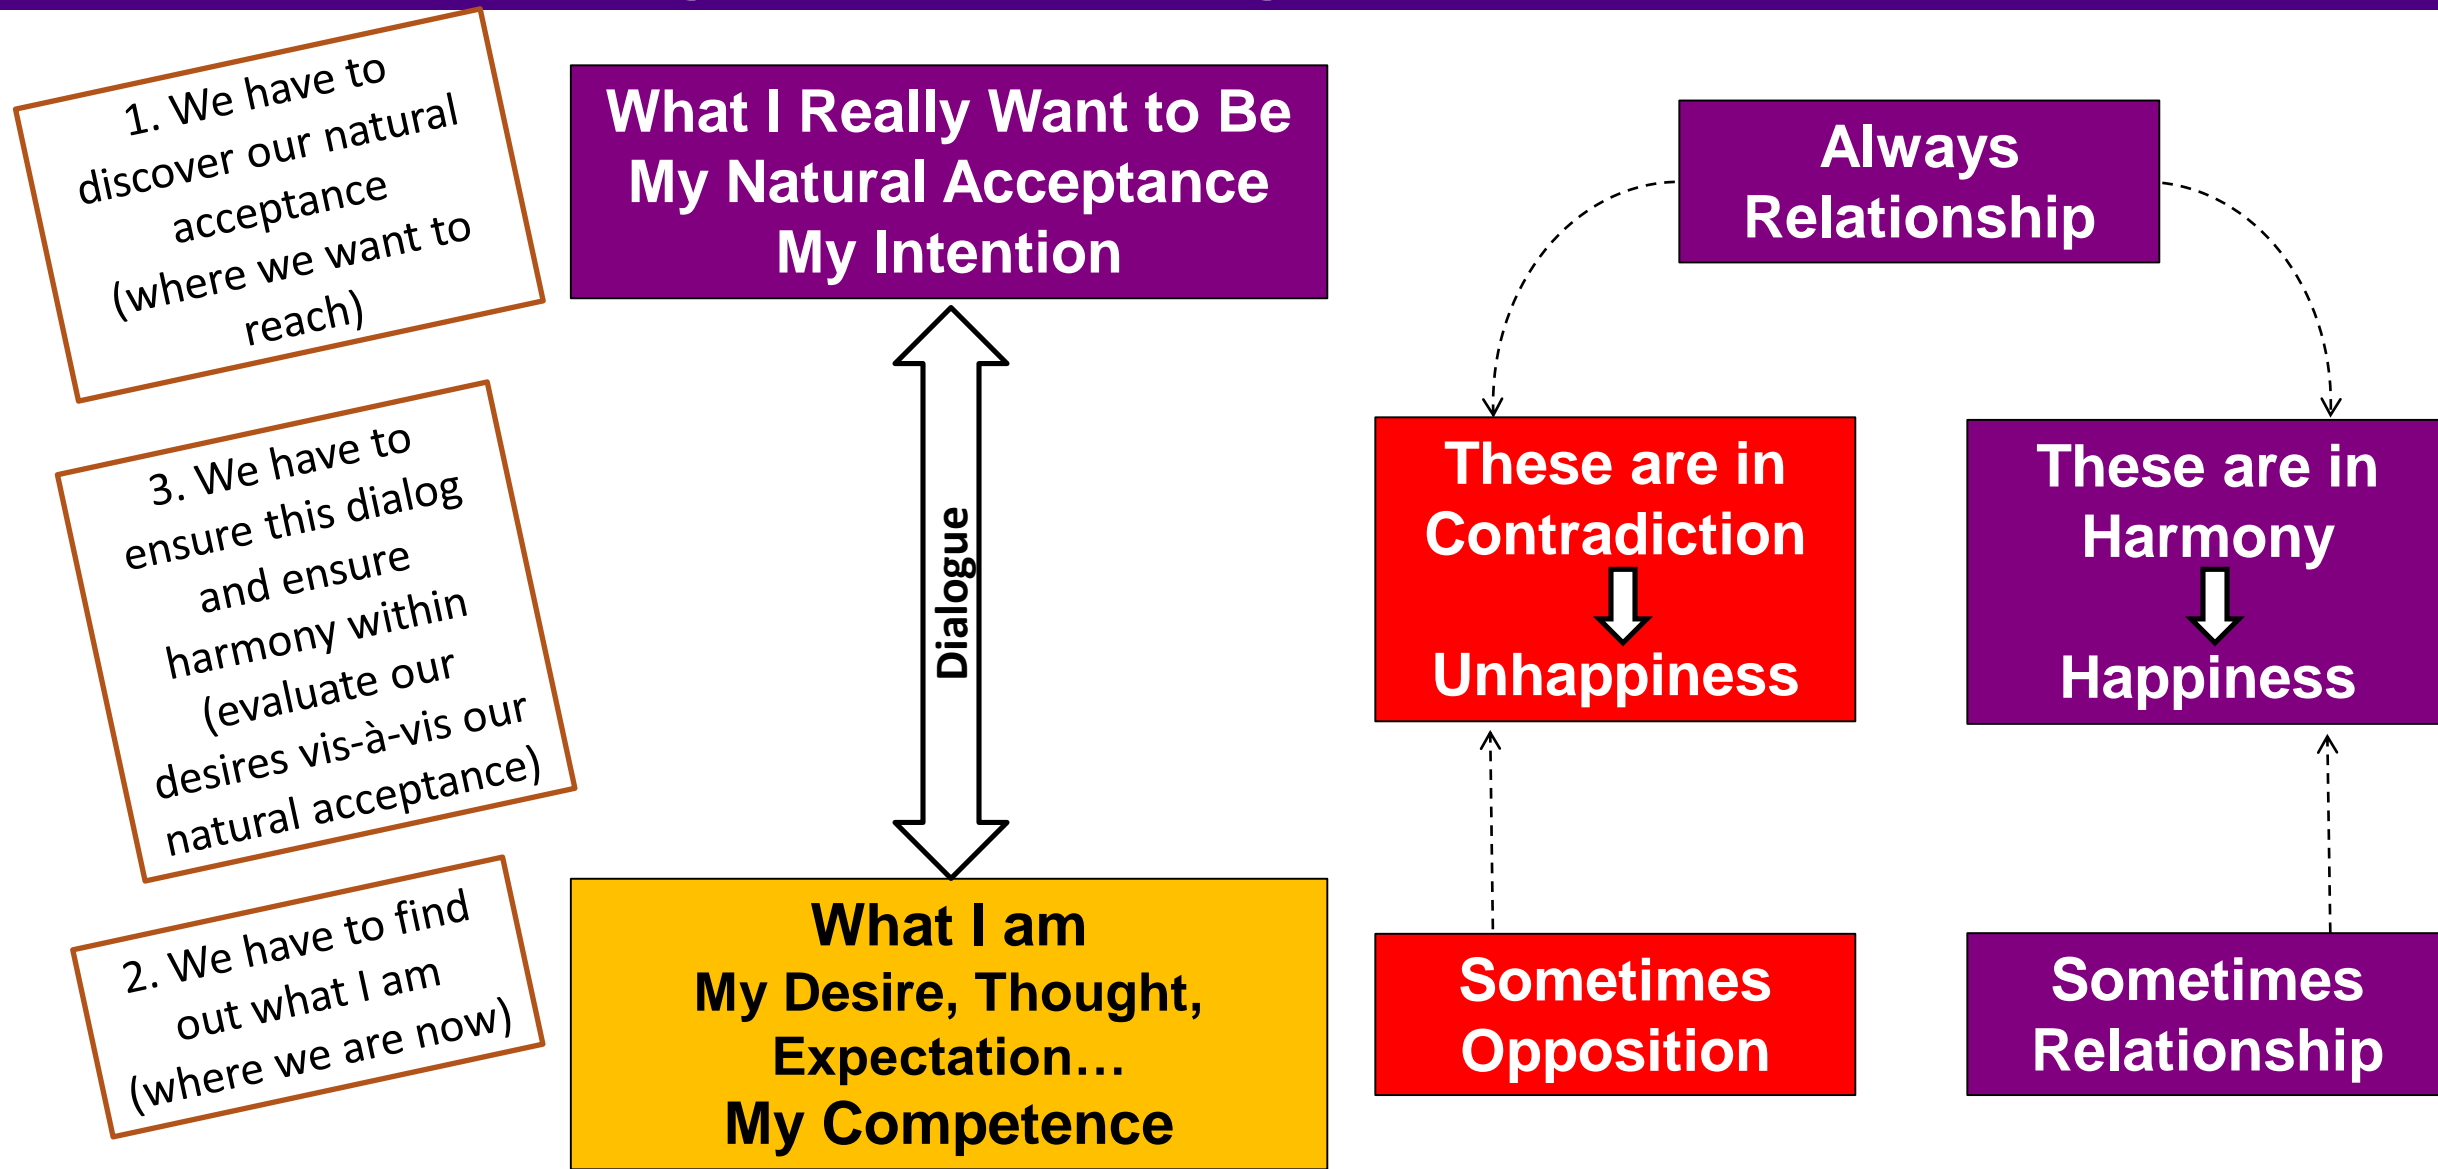 1. We have to
discover our natural
acceptance
(where we want to
reach)
What I Really Want to Be
My Natural Acceptance
My Intention
Always
Relationship
3. We have to
ensure this dialog
and ensure
harmony within
(evaluate our
desires vis-à-vis our
natural acceptance)
Dialogue
These are in
Contradiction
Unhappiness
These are in
Harmony
Happiness
2. We have to find
out what I am
(where we are now)
What I am
My Desire, Thought,
Expectation…
My Competence
Sometimes
Opposition
Sometimes
Relationship